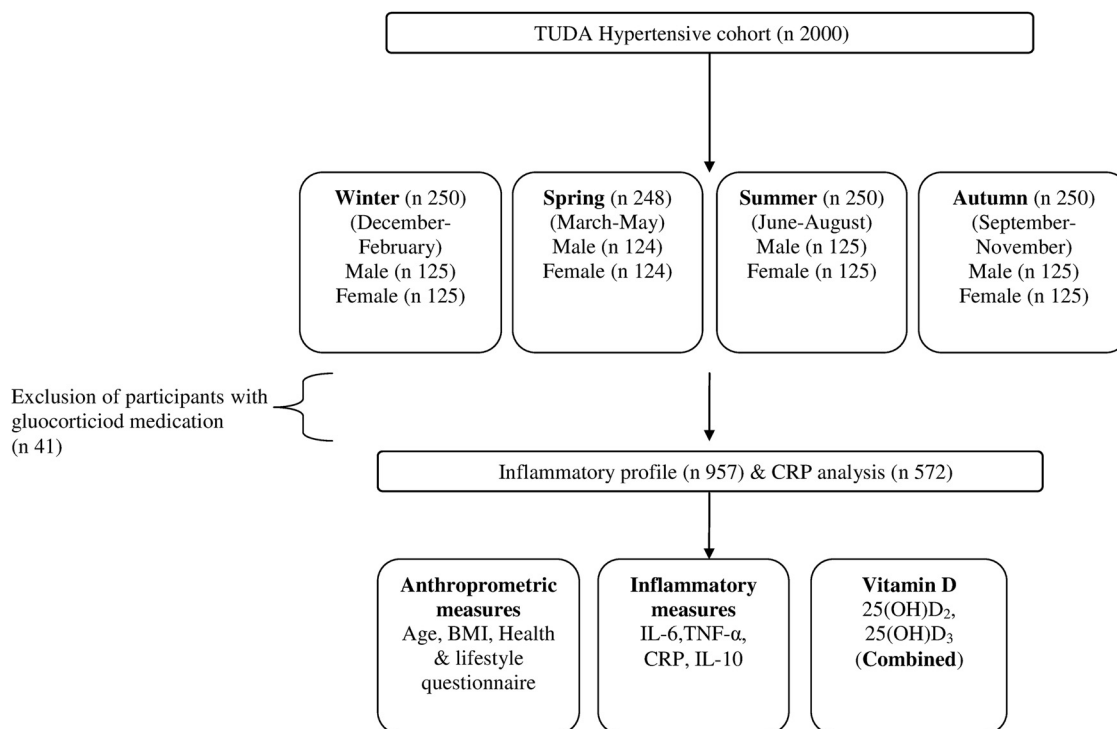 TUDA Hypertensive cohort (n 2000)
Winter (n 250)
(December-
February)
Male (n 125)
Female (n 125)
Spring (n 248)
(March-May)
Male (n 124)
Female (n 124)
Summer (n 250)
(June-August)
Male (n 125)
Female (n 125)
Autumn (n 250)
(September-
November)
Male (n 125)
Female (n 125)
Exclusion of participants with
gluocorticiod medication
(n 41)
Inflammatory profile (n 957) & CRP analysis (n 572)
Anthroprometric
measures
Age, BMI, Health
& lifestyle
questionnaire
Inflammatory
measures
IL-6,TNF-α,
CRP, IL-10
Vitamin D
25(OH)D₂,
25(OH)D₃
(Combined)